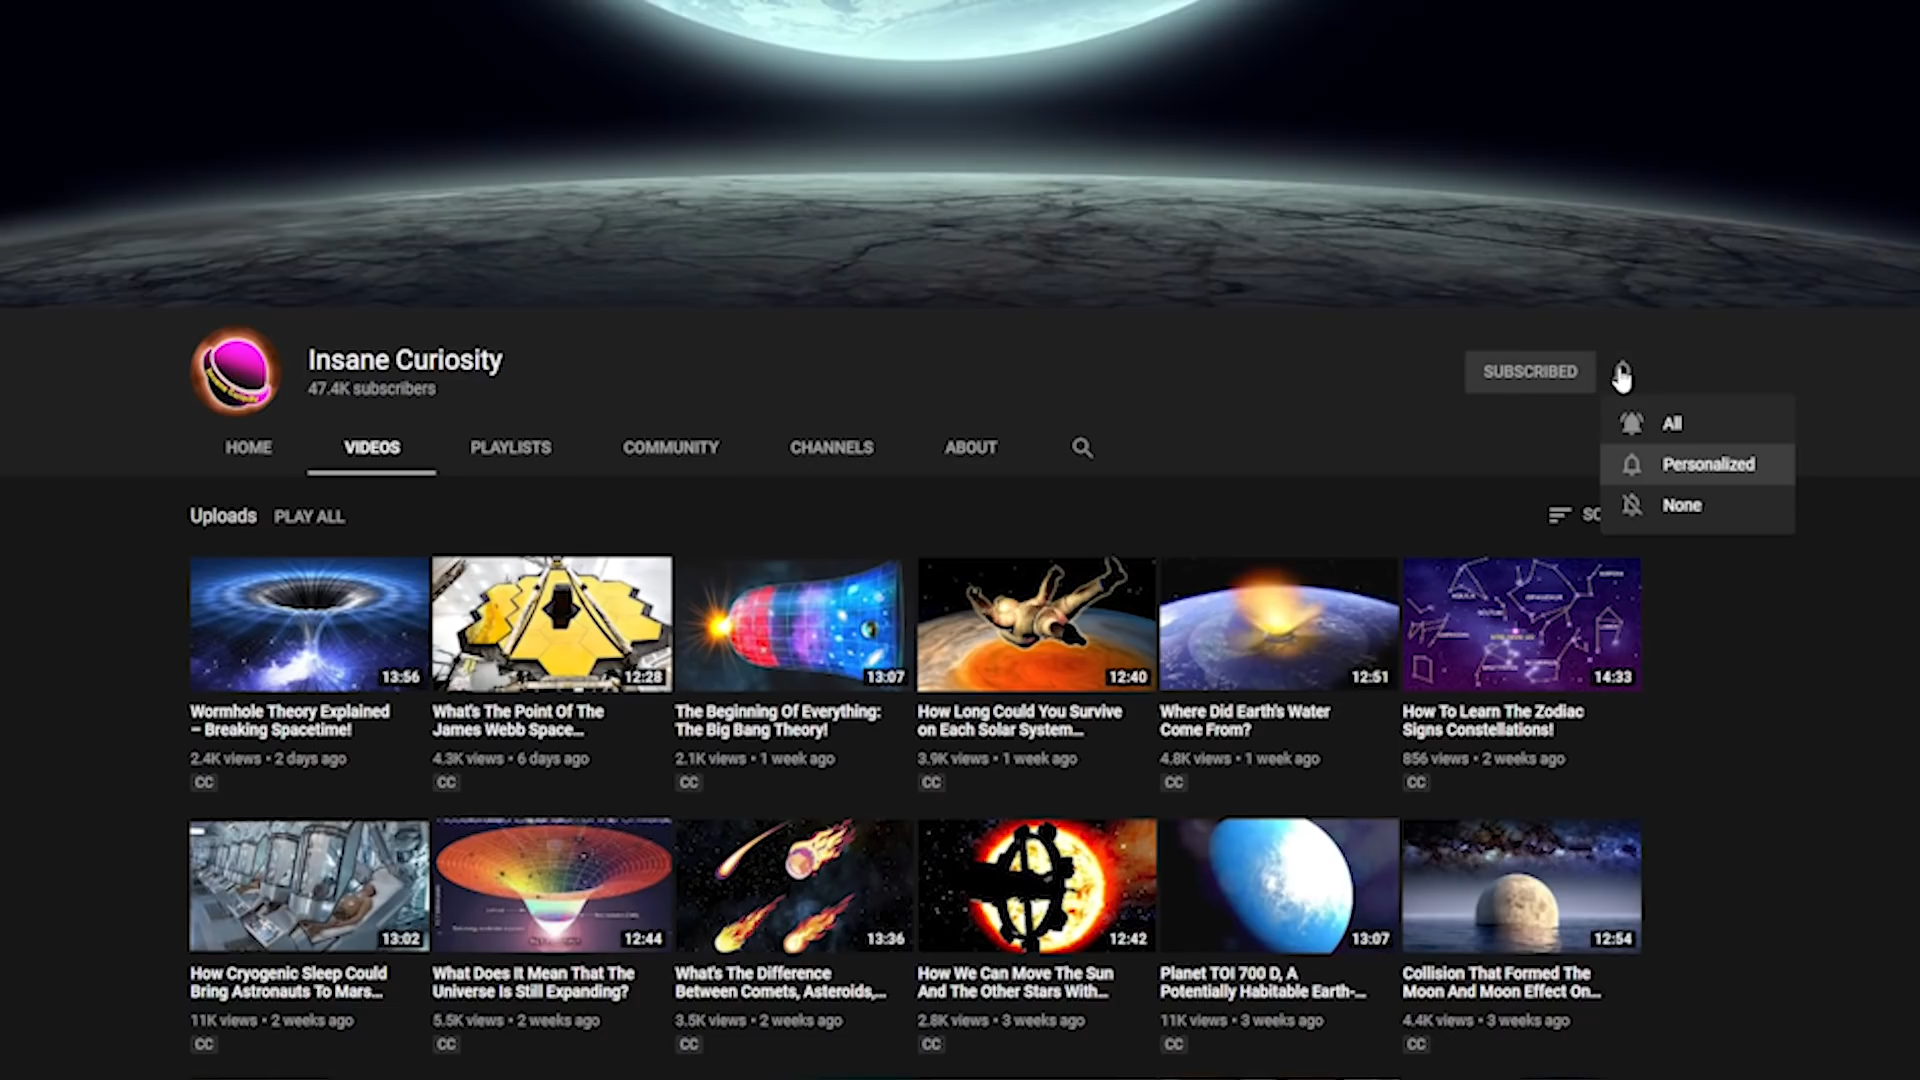 Insane Curiosity
47.4K subscribers
SUBSCRIBED
All
Personalized
None
HOME VIDEOS PLAYLISTS COMMUNITY CHANNELS ABOUT
Uploads PLAY ALL
13:56 12:28 13:07 12:40 12:51 14:33
Wormhole Theory Explained
– Breaking Spacetime!
2.4K views • 2 days ago
CC
What's The Point Of The
James Webb Space...
4.3K views • 6 days ago
CC
The Beginning Of Everything:
The Big Bang Theory!
2.1K views • 1 week ago
CC
How Long Could You Survive
on Each Solar System...
3.9K views • 1 week ago
CC
Where Did Earth's Water
Come From?
4.8K views • 1 week ago
CC
How To Learn The Zodiac
Signs Constellations!
856 views • 2 weeks ago
CC
13:02 12:44 13:36 12:42 13:07 12:54
How Cryogenic Sleep Could
Bring Astronauts To Mars...
11K views • 2 weeks ago
CC
What Does It Mean That The
Universe Is Still Expanding?
5.5K views • 2 weeks ago
CC
What's The Difference
Between Comets, Asteroids,...
3.5K views • 2 weeks ago
CC
How We Can Move The Sun
And The Other Stars With...
2.8K views • 3 weeks ago
CC
Planet TOI 700 D, A
Potentially Habitable Earth-...
11K views • 3 weeks ago
CC
Collision That Formed The
Moon And Moon Effect On...
4.4K views • 3 weeks ago
CC